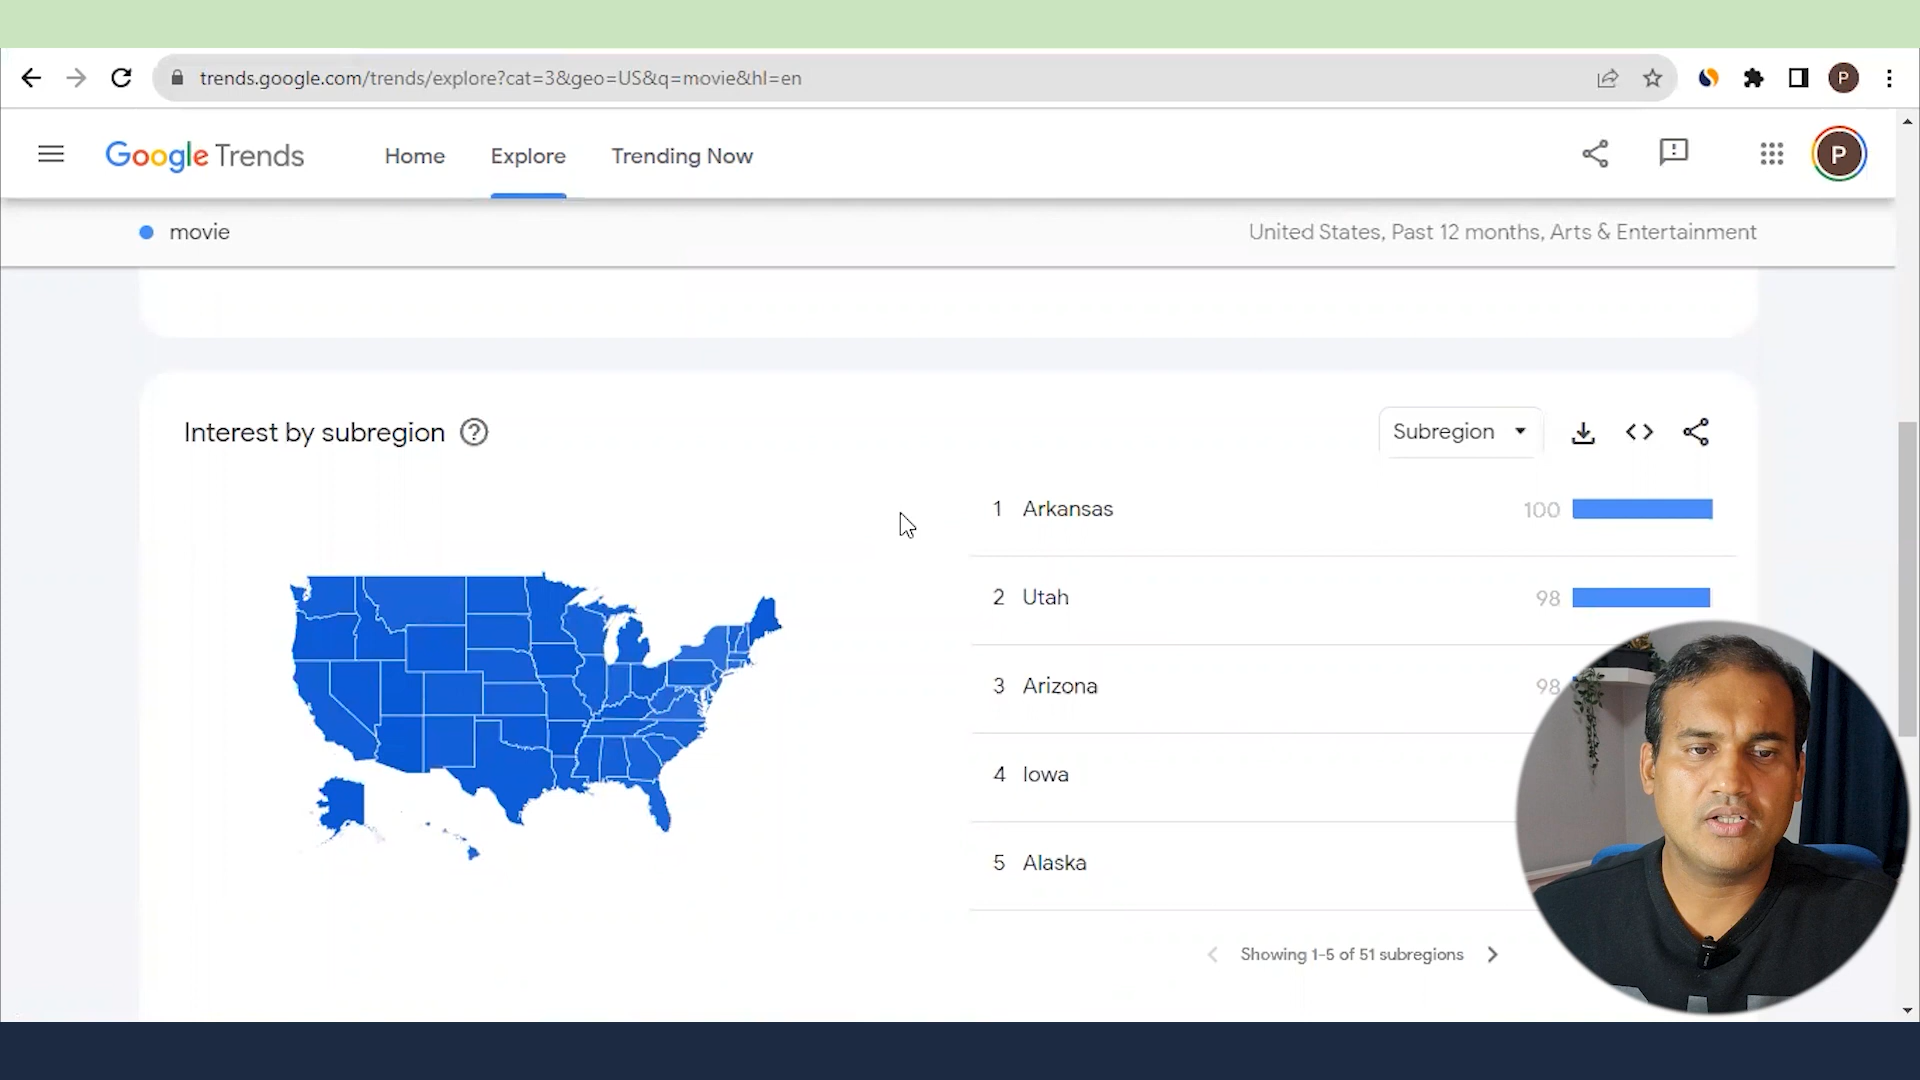 trends.google.com/trends/explore?cat=3&geo=US&q=movie&hl=en
P
Google Trends
Home
Explore
Trending Now
P
movie
United States, Past 12 months, Arts & Entertainment
Interest by subregion
Subregion
1 Arkansas 100
2 Utah 98
3 Arizona 98
4 Iowa
5 Alaska
Showing 1-5 of 51 subregions